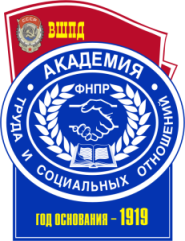 ВШПД
АКАДЕМИЯ
ТРУДА И СОЦИАЛЬНЫХ ОТНОШЕНИЙ
ФНПР
ГОД ОСНОВАНИЯ – 1919